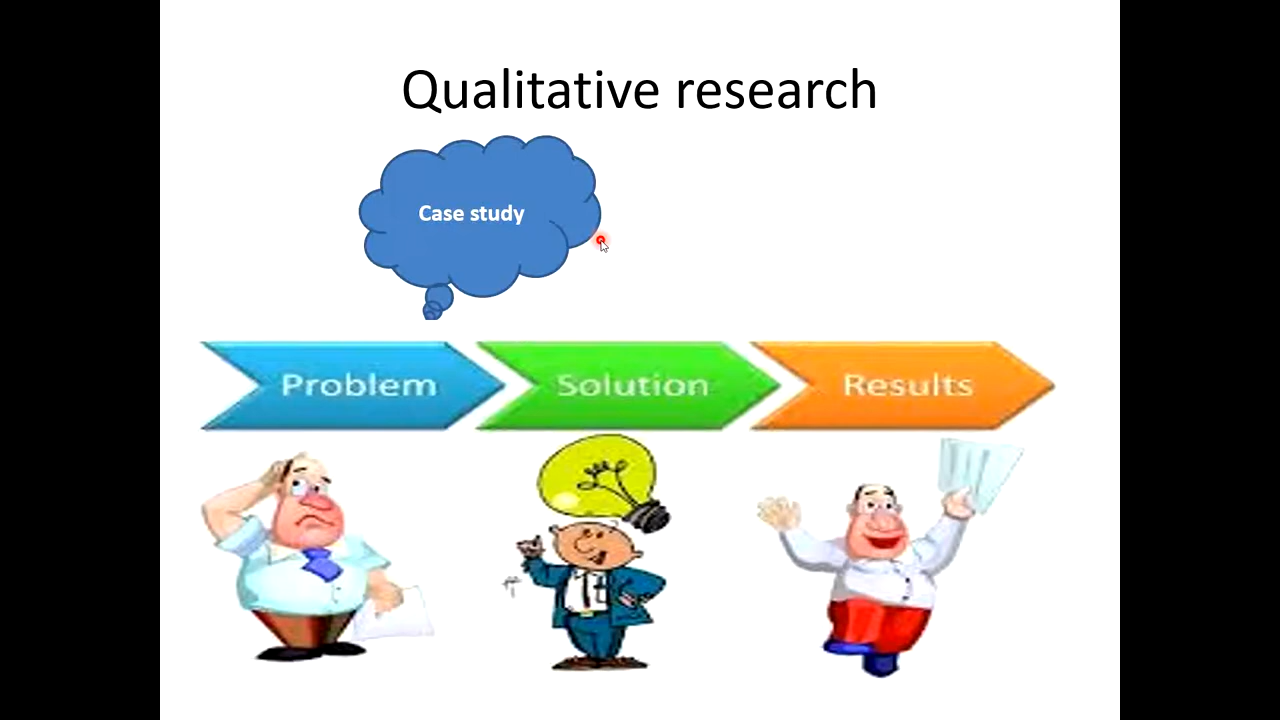 Qualitative research
Case study
Problem
Solution
Results